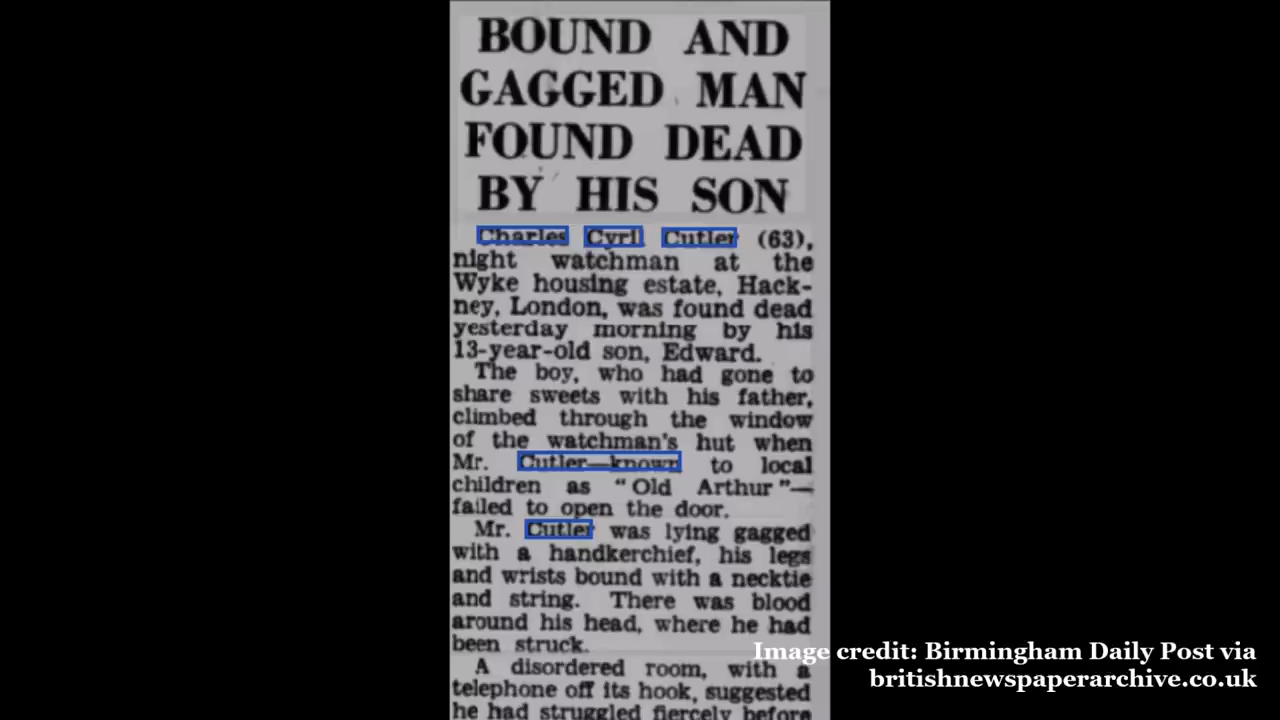 BOUND AND
GAGGED MAN
FOUND DEAD
BY HIS SON
Charles Cyril Cutler (63),
night watchman at the
Wyke housing estate, Hack-
ney, London, was found dead
yesterday morning by his
13-year-old son, Edward.
The boy, who had gone to
share sweets with his father,
climbed through the window
of the watchman's hut when
Mr. Cutler—known to local
children as "Old Arthur"—
failed to open the door.
Mr. Cutler was lying gagged
with a handkerchief, his legs
and wrists bound with a necktie
and string. There was blood
around his head, where he had
been struck.
A disordered room, with a
telephone off its hook, suggested
he had struggled fiercely before
Image credit: Birmingham Daily Post via
britishnewspaperarchive.co.uk